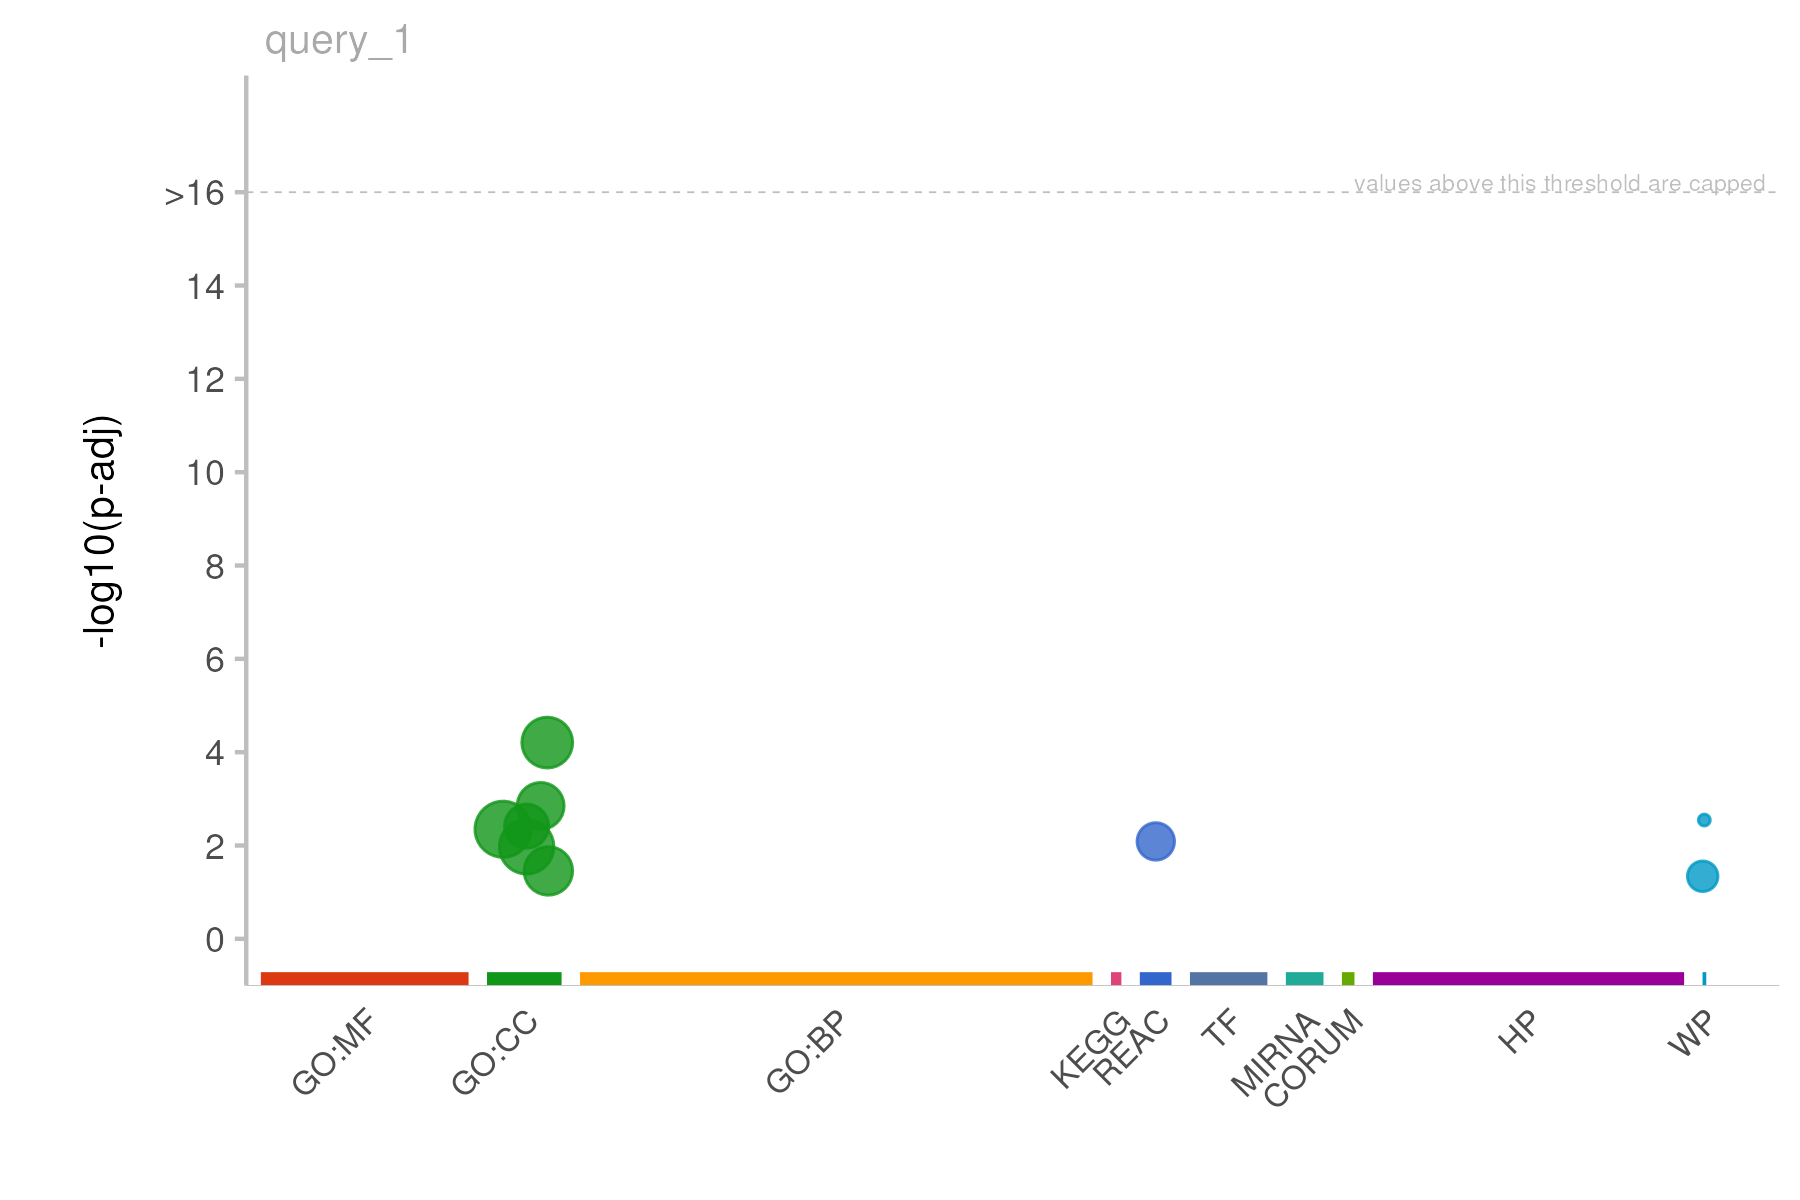 query_1
values above this threshold are capped
>16
14
12
10
8
6
4
2
0
-log10(p-adj)
GO:MF
GO:CC
GO:BP
KEGG
REAC
TF
MIRNA
CORUM
HP
WP